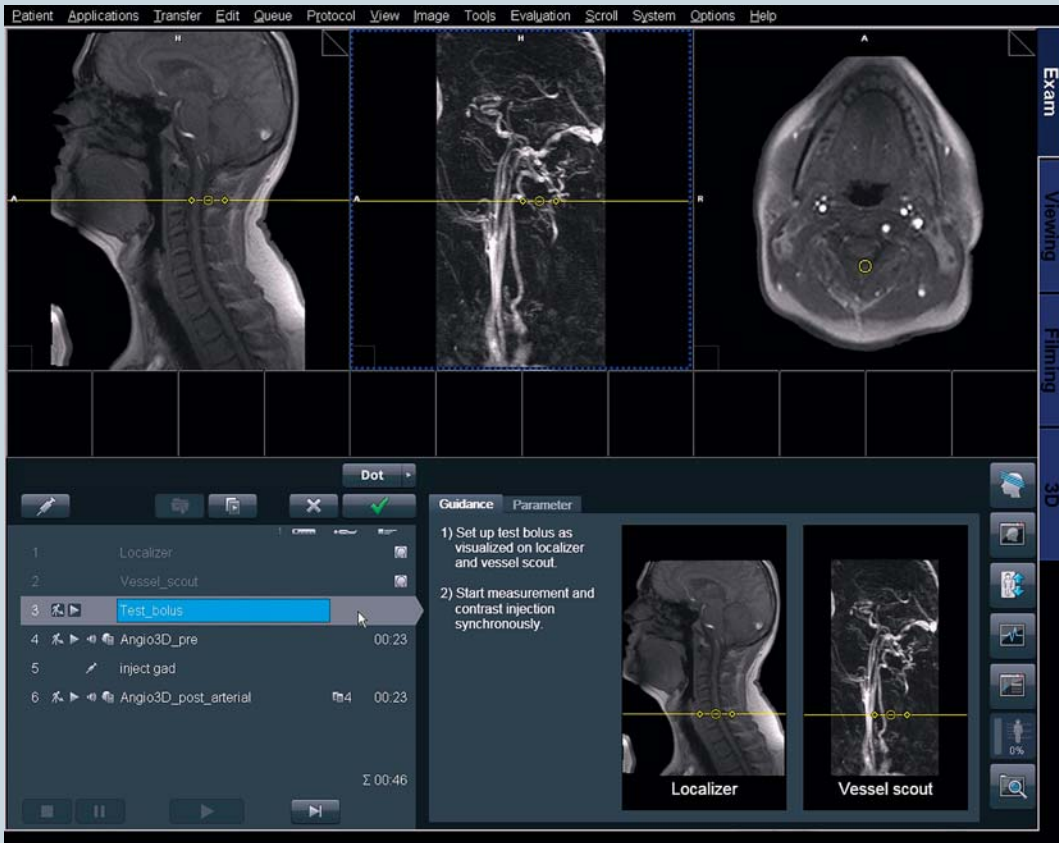 Patient Applications Transfer Edit Queue Protocol View Image Tools Evaluation Scroll System Options Help
H
H
A
A
A
R
Exam
Viewing
Filming
3D
Dot
Guidance Parameter
1) Set up test bolus as
visualized on localizer
and vessel scout.
2) Start measurement and
contrast injection
synchronously.
1 Localizer
2 Vessel_scout
3 Test_bolus
4 Angio3D_pre 00:23
5 inject gad
6 Angio3D_post_arterial 4 00:23
Σ 00:46
Localizer
Vessel scout
0%